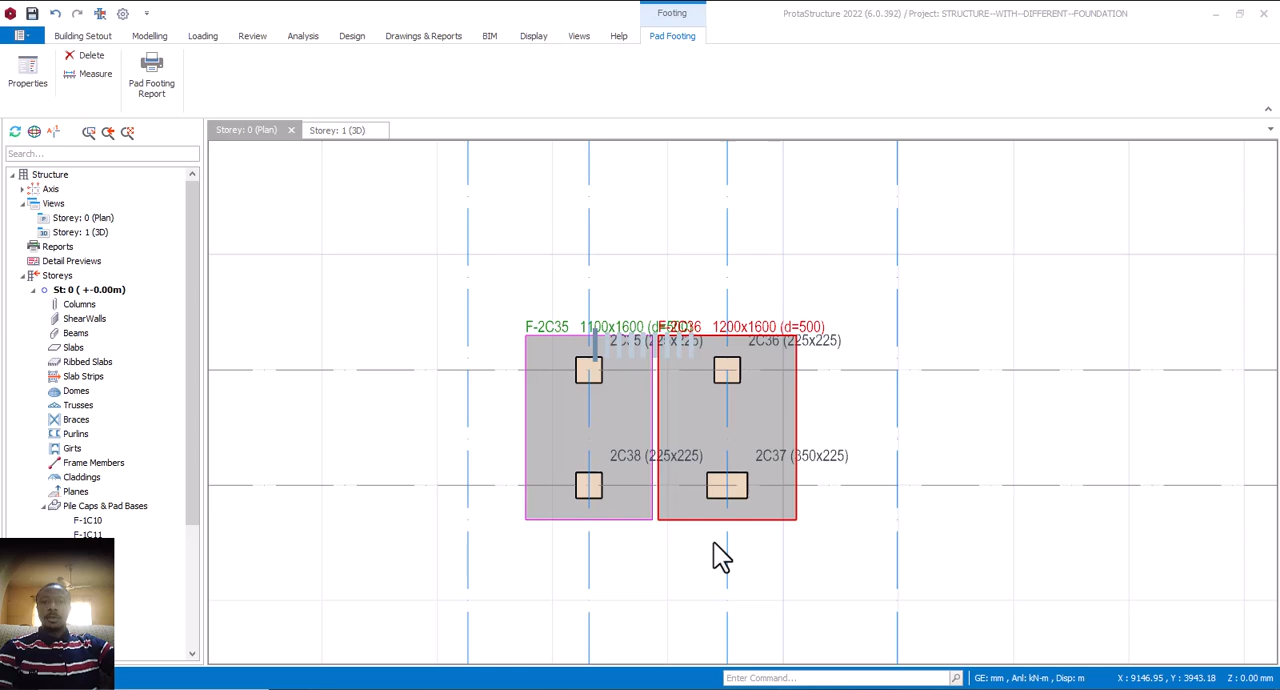 Footing
ProtaStructure 2022 (6.0.392) / Project: STRUCTURE--WITH--DIFFERENT--FOUNDATION
Building Setout
Modelling
Loading
Review
Analysis
Design
Drawings & Reports
BIM
Display
Views
Help
Pad Footing
Properties
Delete
Measure
Pad Footing
Report
Storey: 0 (Plan)
Storey: 1 (3D)
Search...
Structure
Axis
Views
Storey: 0 (Plan)
Storey: 1 (3D)
Reports
Detail Previews
Storeys
St: 0 ( +-0.00m)
Columns
ShearWalls
Beams
Slabs
Ribbed Slabs
Slab Strips
Domes
Trusses
Braces
Purlins
Girts
Frame Members
Claddings
Planes
Pile Caps & Pad Bases
F-1C10
F-1C11
F-2C35 1100x1600 (d=500)
F-2C36 1200x1600 (d=500)
2C36 (225x225)
2C38 (225x225)
2C37 (350x225)
Enter Command...
GE: mm , Anl: kN-m , Disp: m
X : 9146.95 , Y : 3943.18
Z : 0.00 mm